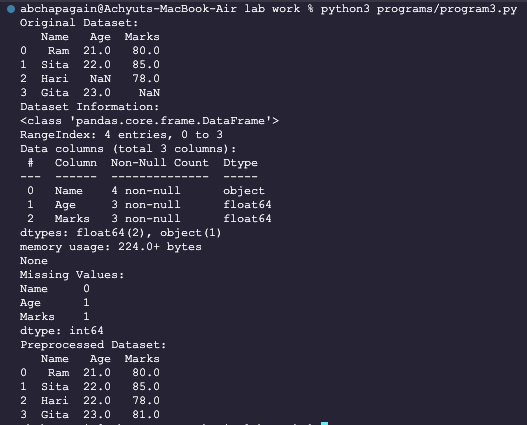 abchapagain@Achyuts-MacBook-Air lab work % python3 programs/program3.py
Original Dataset:
   Name   Age  Marks
0   Ram  21.0   80.0
1  Sita  22.0   85.0
2  Hari   NaN   78.0
3  Gita  23.0    NaN
Dataset Information:
<class 'pandas.core.frame.DataFrame'>
RangeIndex: 4 entries, 0 to 3
Data columns (total 3 columns):
 #   Column  Non-Null Count  Dtype
---  ------  --------------  -----
 0   Name    4 non-null      object
 1   Age     3 non-null      float64
 2   Marks   3 non-null      float64
dtypes: float64(2), object(1)
memory usage: 224.0+ bytes
None
Missing Values:
Name     0
Age      1
Marks    1
dtype: int64
Preprocessed Dataset:
   Name   Age  Marks
0   Ram  21.0   80.0
1  Sita  22.0   85.0
2  Hari  22.0   78.0
3  Gita  23.0   81.0